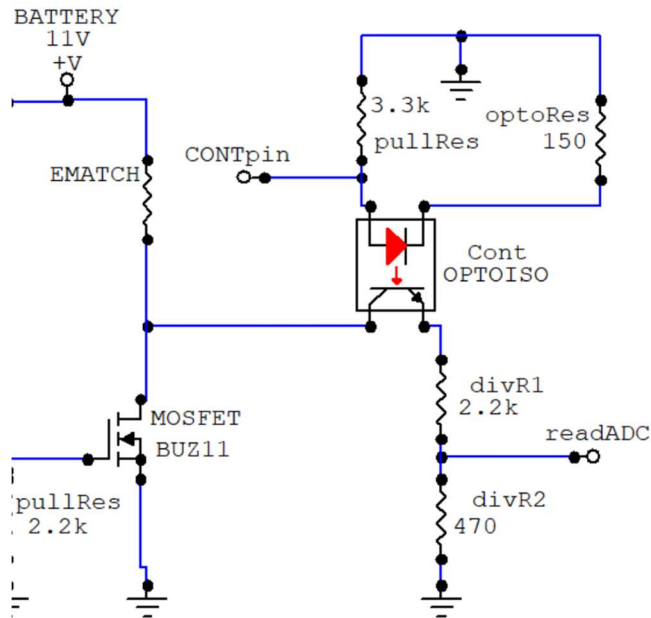 BATTERY
11V
+V
3.3k
pullRes
optoRes
150
CONTpin
EMATCH
Cont
OPTOISO
MOSFET
BUZ11
divR1
2.2k
readADC
pullRes
2.2k
divR2
470